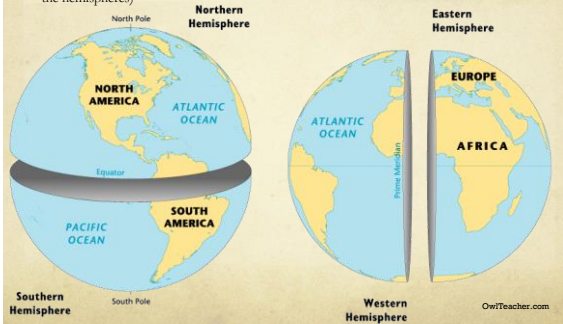 the hemispheres)
Northern
Hemisphere
North Pole
NORTH
AMERICA
ATLANTIC
OCEAN
Equator
SOUTH
AMERICA
PACIFIC
OCEAN
Southern
Hemisphere
South Pole
Eastern
Hemisphere
EUROPE
ATLANTIC
OCEAN
AFRICA
Prime Meridian
Western
Hemisphere
OwlTeacher.com